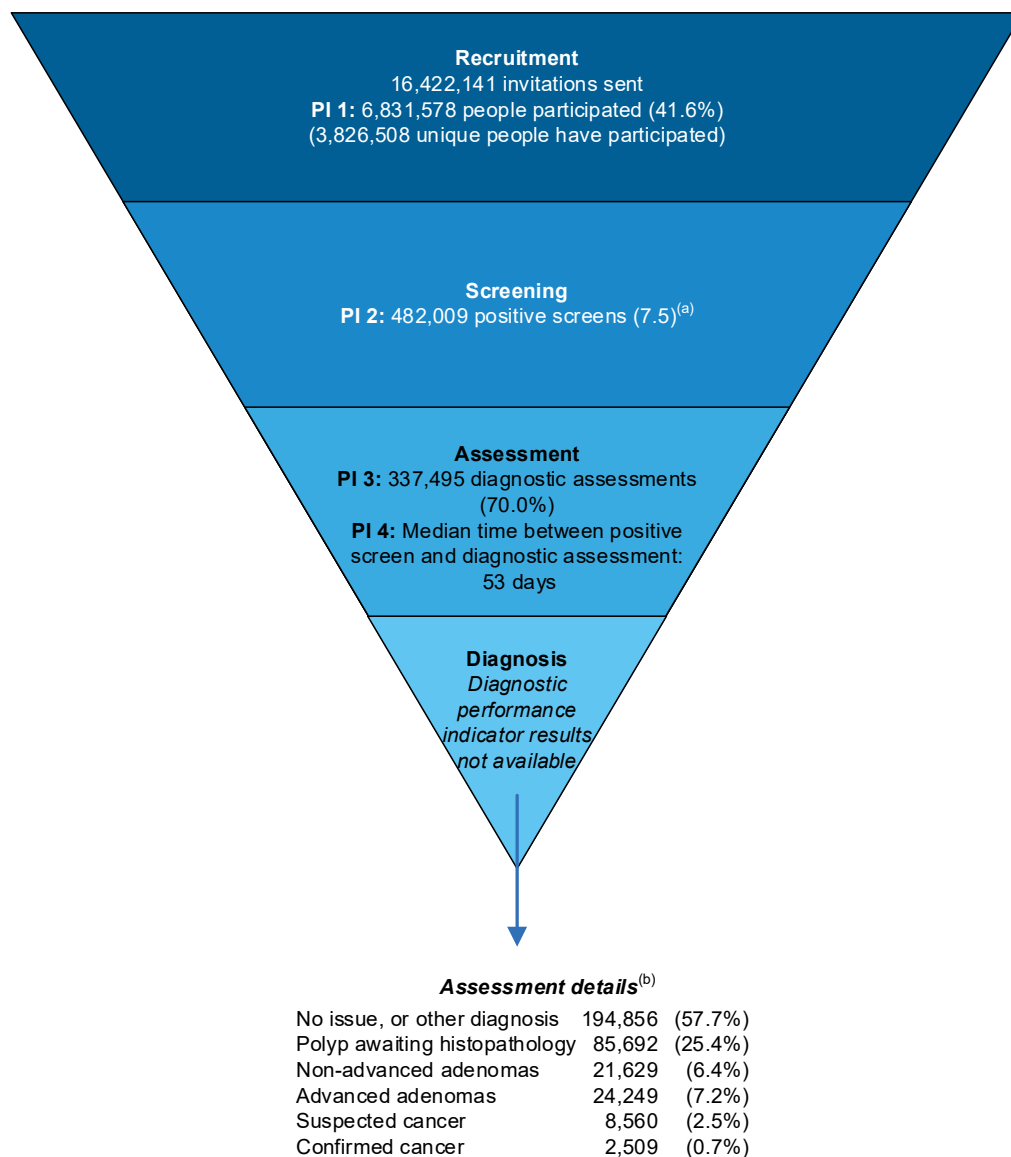 Recruitment
16,422,141 invitations sent
PI 1: 6,831,578 people participated (41.6%)
(3,826,508 unique people have participated)
Screening
PI 2: 482,009 positive screens (7.5)(a)
Assessment
PI 3: 337,495 diagnostic assessments
(70.0%)
PI 4: Median time between positive
screen and diagnostic assessment:
53 days
Diagnosis
Diagnostic
performance
indicator results
not available
Assessment details(b)
No issue, or other diagnosis 194,856 (57.7%)
Polyp awaiting histopathology 85,692 (25.4%)
Non-advanced adenomas 21,629 (6.4%)
Advanced adenomas 24,249 (7.2%)
Suspected cancer 8,560 (2.5%)
Confirmed cancer 2,509 (0.7%)